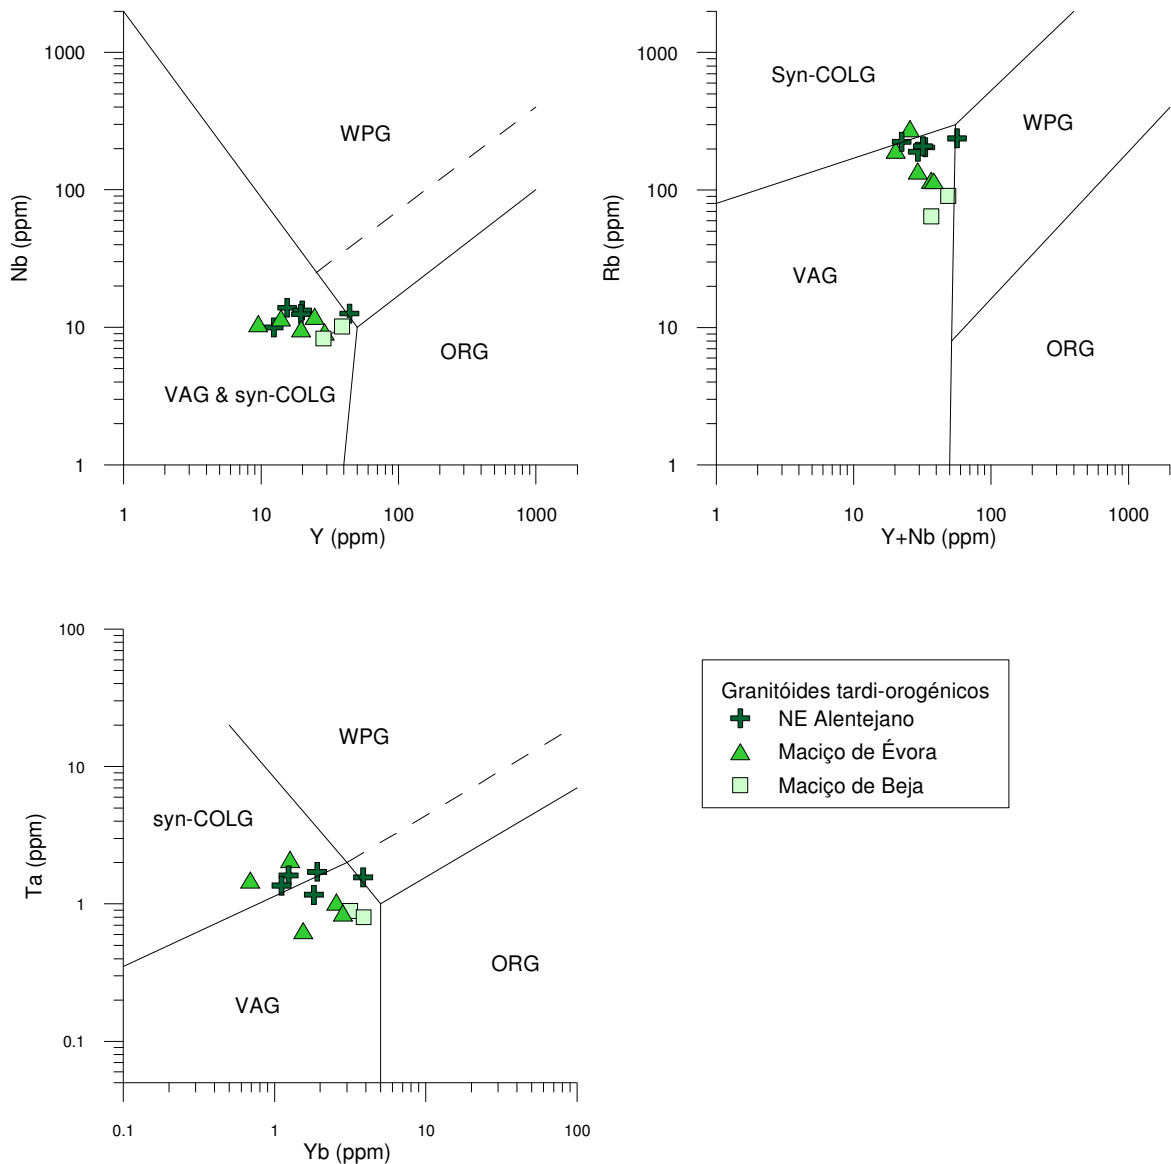 1000
100
10
1
Nb (ppm)
WPG
ORG
VAG & syn-COLG
1 10 100 1000
Y (ppm)
1000
100
10
1
Rb (ppm)
Syn-COLG
WPG
VAG
ORG
1 10 100 1000
Y+Nb (ppm)
100
10
1
0.1
Ta (ppm)
WPG
syn-COLG
ORG
VAG
0.1 1 10 100
Yb (ppm)
Granitóides tardi-orogénicos
NE Alentejano
Maciço de Évora
Maciço de Beja